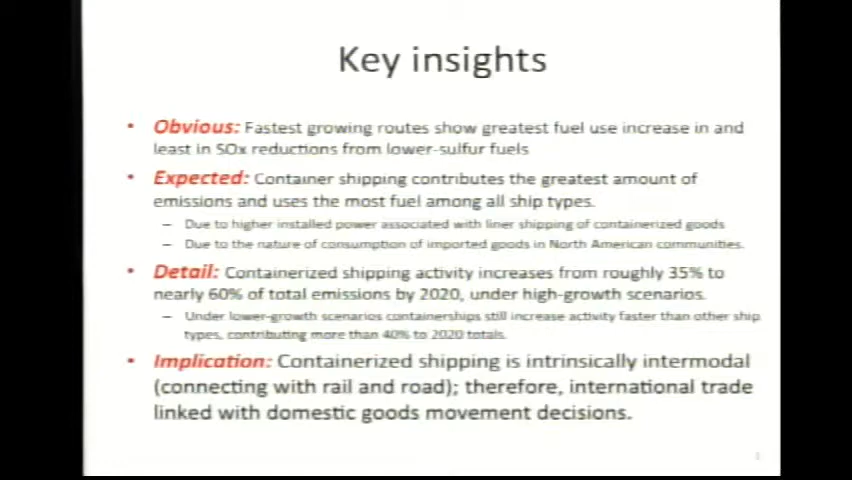 Key insights
• Obvious: Fastest growing routes show greatest fuel use increase in and
least in SOx reductions from lower-sulfur fuels
• Expected: Container shipping contributes the greatest amount of
emissions and uses the most fuel among all ship types.
– Due to higher installed power associated with liner shipping of containerized goods
– Due to the nature of consumption of imported goods in North American communities.
• Detail: Containerized shipping activity increases from roughly 35% to
nearly 60% of total emissions by 2020, under high-growth scenarios.
– Under lower-growth scenarios containerships still increase activity faster than other ship
types, contributing more than 40% to 2020 totals.
• Implication: Containerized shipping is intrinsically intermodal
(connecting with rail and road); therefore, international trade
linked with domestic goods movement decisions.